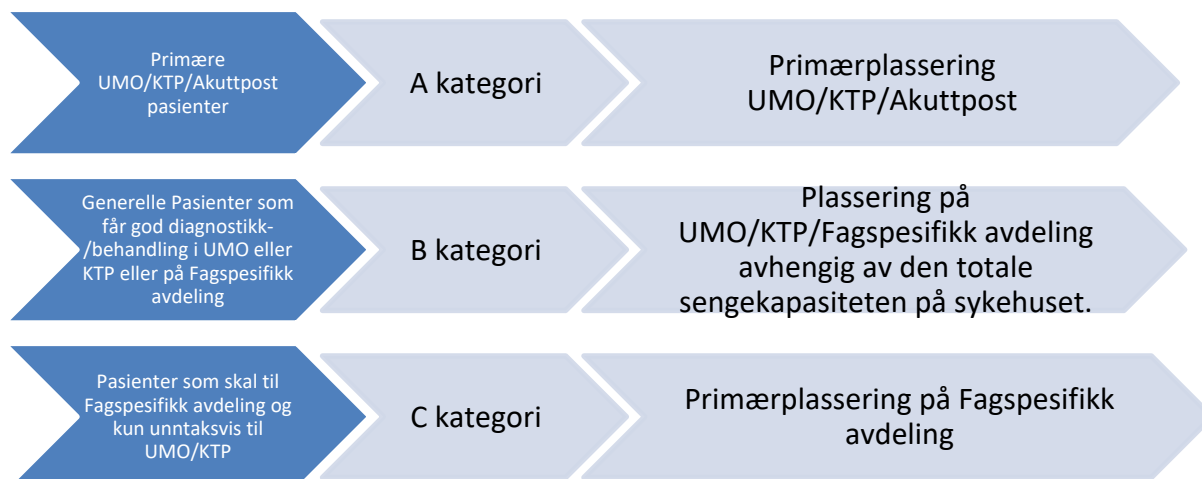 Primære
UMO/KTP/Akuttpost
pasienter
A kategori
Primærplassering
UMO/KTP/Akuttpost
Generelle Pasienter som
får god diagnostikk-
/behandling i UMO eller
KTP eller på Fagspesifikk
avdeling
B kategori
Plassering på
UMO/KTP/Fagspesifikk avdeling
avhengig av den totale
sengekapasiteten på sykehuset.
Pasienter som skal til
Fagspesifikk avdeling og
kun unntaksvis til
UMO/KTP
C kategori
Primærplassering på Fagspesifikk
avdeling